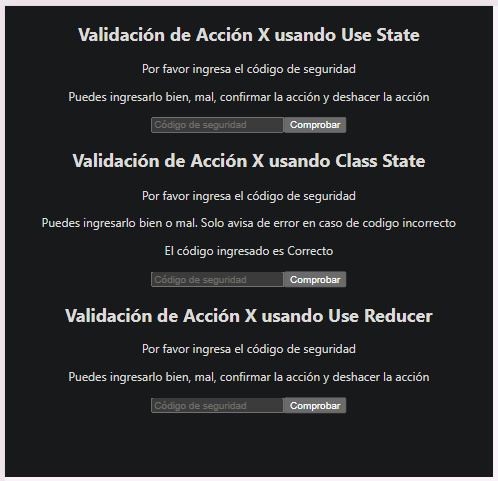 Validación de Acción X usando Use State
Por favor ingresa el código de seguridad
Puedes ingresarlo bien, mal, confirmar la acción y deshacer la acción
Código de seguridad Comprobar
Validación de Acción X usando Class State
Por favor ingresa el código de seguridad
Puedes ingresarlo bien o mal. Solo avisa de error en caso de codigo incorrecto
El código ingresado es Correcto
Código de seguridad Comprobar
Validación de Acción X usando Use Reducer
Por favor ingresa el código de seguridad
Puedes ingresarlo bien, mal, confirmar la acción y deshacer la acción
Código de seguridad Comprobar